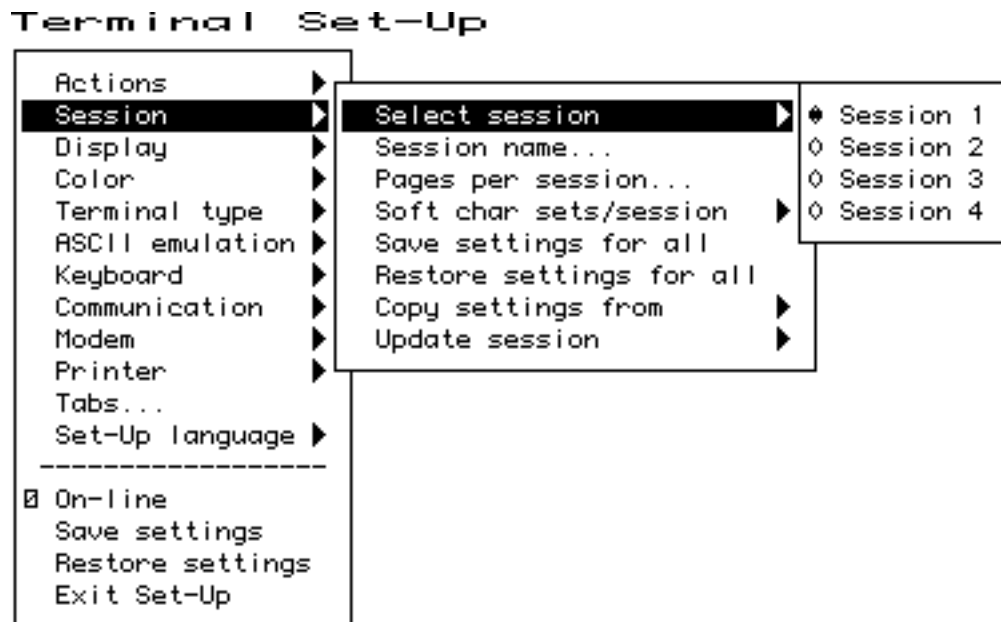 Terminal Set-Up
Actions
Session
Display
Color
Terminal type
ASCII emulation
Keyboard
Communication
Modem
Printer
Tabs...
Set-Up language
On-line
Save settings
Restore settings
Exit Set-Up
Select session
Session name...
Pages per session...
Soft char sets/session
Save settings for all
Restore settings for all
Copy settings from
Update session
Session 1
Session 2
Session 3
Session 4